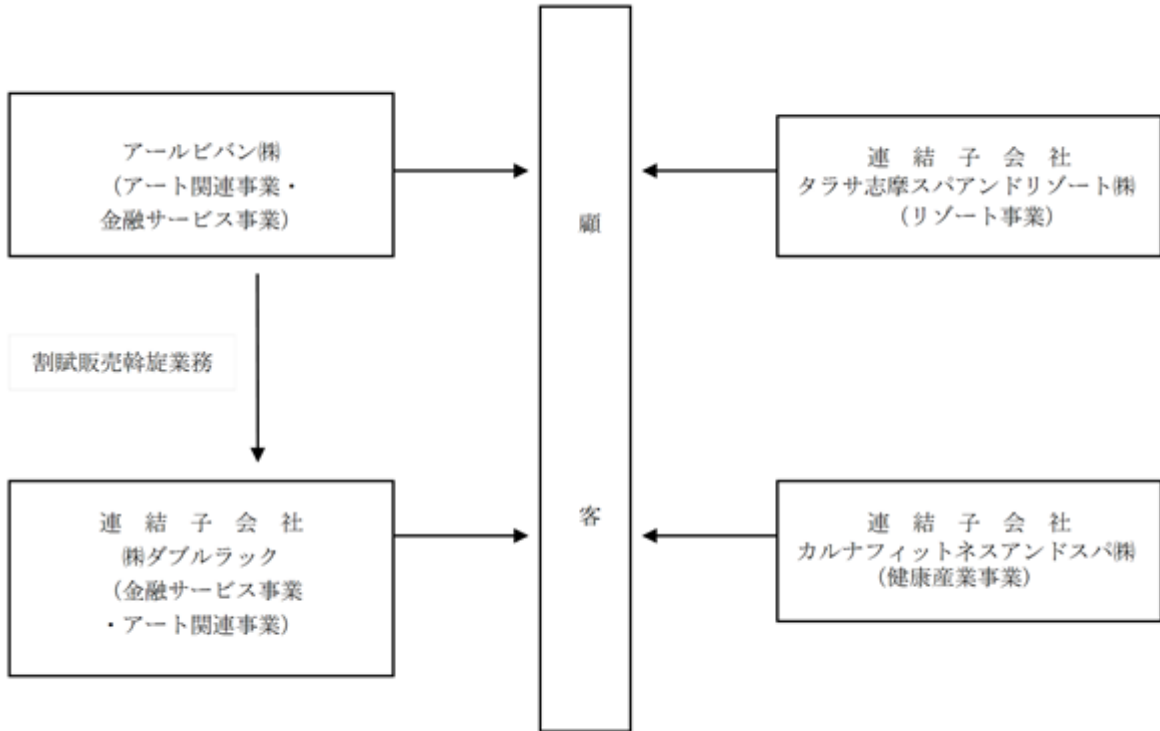 アールビバン㈱
（アート関連事業・
金融サービス事業）
割賦販売斡旋業務
連結子会社
㈱ダブルラック
（金融サービス事業
・アート関連事業）
顧
客
連結子会社
タラサ志摩スパアンドリゾート㈱
（リゾート事業）
連結子会社
カルナフィットネスアンドスパ㈱
（健康産業事業）